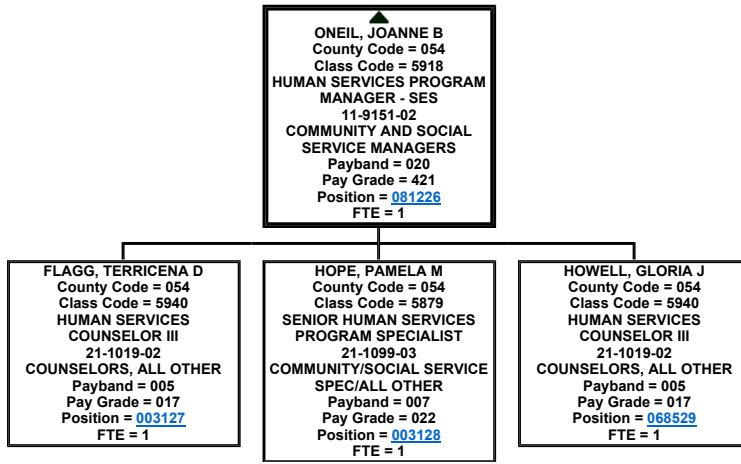 ONEIL, JOANNE B
County Code = 054
Class Code = 5918
HUMAN SERVICES PROGRAM
MANAGER - SES
11-9151-02
COMMUNITY AND SOCIAL
SERVICE MANAGERS
Payband = 020
Pay Grade = 421
Position = 081226
FTE = 1
FLAGG, TERRICENA D
County Code = 054
Class Code = 5940
HUMAN SERVICES
COUNSELOR III
21-1019-02
COUNSELORS, ALL OTHER
Payband = 005
Pay Grade = 017
Position = 003127
FTE = 1
HOPE, PAMELA M
County Code = 054
Class Code = 5879
SENIOR HUMAN SERVICES
PROGRAM SPECIALIST
21-1099-03
COMMUNITY/SOCIAL SERVICE
SPEC/ALL OTHER
Payband = 007
Pay Grade = 022
Position = 003128
FTE = 1
HOWELL, GLORIA J
County Code = 054
Class Code = 5940
HUMAN SERVICES
COUNSELOR III
21-1019-02
COUNSELORS, ALL OTHER
Payband = 005
Pay Grade = 017
Position = 068529
FTE = 1